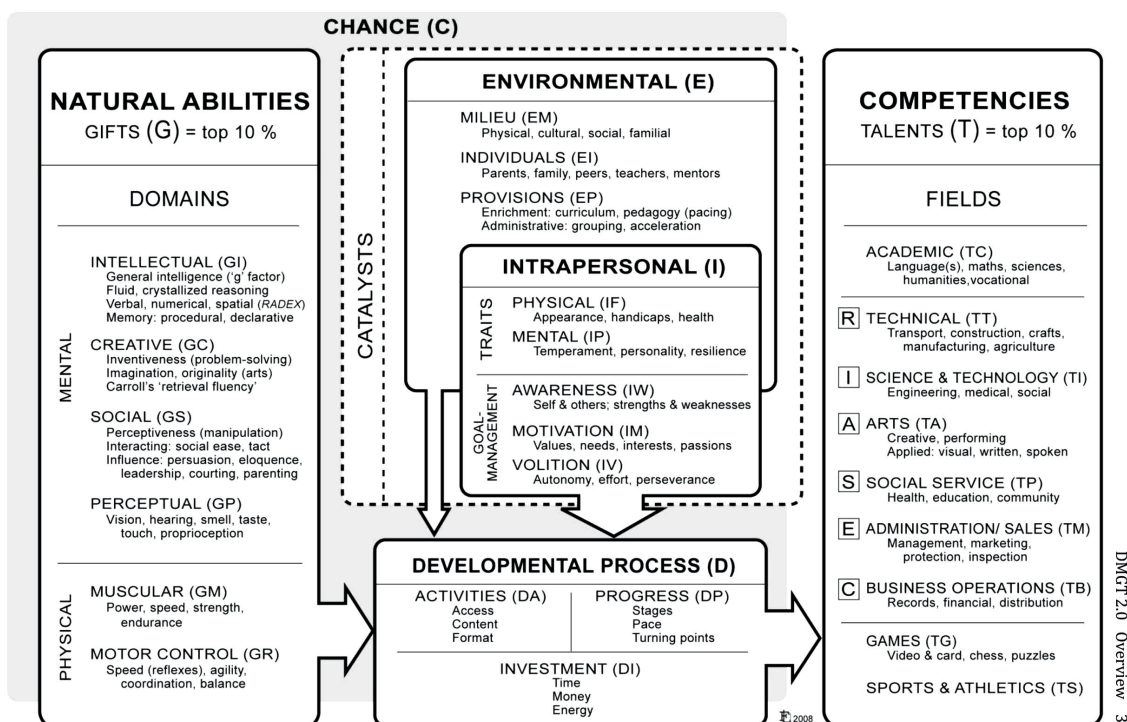 CHANCE (C)
NATURAL ABILITIES
GIFTS (G) = top 10 %
DOMAINS
MENTAL
INTELLECTUAL (GI)
General intelligence (‘g’ factor)
Fluid, crystallized reasoning
Verbal, numerical, spatial (RADEX)
Memory: procedural, declarative
CREATIVE (GC)
Inventiveness (problem-solving)
Imagination, originality (arts)
Carroll’s ‘retrieval fluency’
SOCIAL (GS)
Perceptiveness (manipulation)
Interacting: social ease, tact
Influence: persuasion, eloquence,
leadership, courting, parenting
PERCEPTUAL (GP)
Vision, hearing, smell, taste,
touch, proprioception
PHYSICAL
MUSCULAR (GM)
Power, speed, strength,
endurance
MOTOR CONTROL (GR)
Speed (reflexes), agility,
coordination, balance
CATALYSTS
ENVIRONMENTAL (E)
MILIEU (EM)
Physical, cultural, social, familial
INDIVIDUALS (EI)
Parents, family, peers, teachers, mentors
PROVISIONS (EP)
Enrichment: curriculum, pedagogy (pacing)
Administrative: grouping, acceleration
INTRAPERSONAL (I)
TRAITS
PHYSICAL (IF)
Appearance, handicaps, health
MENTAL (IP)
Temperament, personality, resilience
GOAL-
MANAGEMENT
AWARENESS (IW)
Self & others; strengths & weaknesses
MOTIVATION (IM)
Values, needs, interests, passions
VOLITION (IV)
Autonomy, effort, perseverance
DEVELOPMENTAL PROCESS (D)
ACTIVITIES (DA)
Access
Content
Format
PROGRESS (DP)
Stages
Pace
Turning points
INVESTMENT (DI)
Time
Money
Energy
2008
COMPETENCIES
TALENTS (T) = top 10 %
FIELDS
ACADEMIC (TC)
Language(s), maths, sciences,
humanities,vocational
R TECHNICAL (TT)
Transport, construction, crafts,
manufacturing, agriculture
I SCIENCE & TECHNOLOGY (TI)
Engineering, medical, social
A ARTS (TA)
Creative, performing
Applied: visual, written, spoken
S SOCIAL SERVICE (TP)
Health, education, community
E ADMINISTRATION/ SALES (TM)
Management, marketing,
protection, inspection
C BUSINESS OPERATIONS (TB)
Records, financial, distribution
GAMES (TG)
Video & card, chess, puzzles
SPORTS & ATHLETICS (TS)
DMGT 2.0 Overview 3